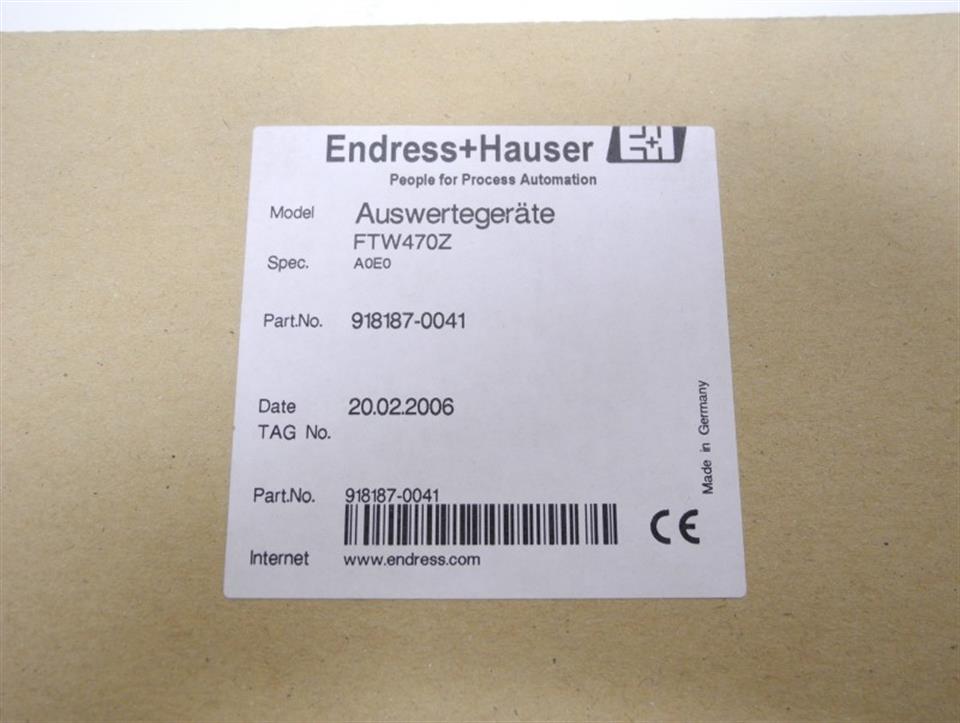 Endress+Hauser E+H
People for Process Automation
Model Auswertegeräte
FTW470Z
Spec. A0E0
Part.No. 918187-0041
Date 20.02.2006
TAG No.
Made in Germany
Part.No. 918187-0041
CE
Internet www.endress.com